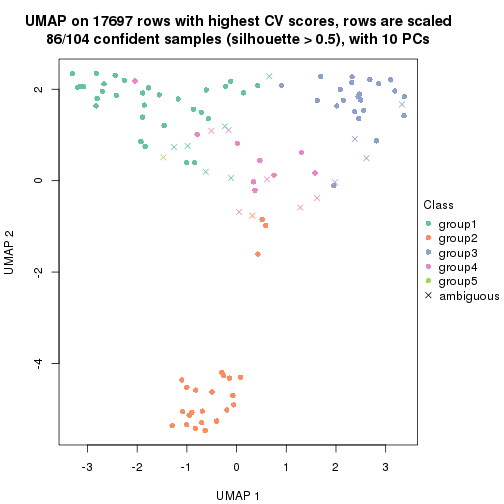 UMAP on 17697 rows with highest CV scores, rows are scaled
86/104 confident samples (silhouette > 0.5), with 10 PCs
2
0
-2
-4
UMAP 2
-3
-2
-1
0
1
2
3
UMAP 1
Class
group1
group2
group3
group4
group5
ambiguous